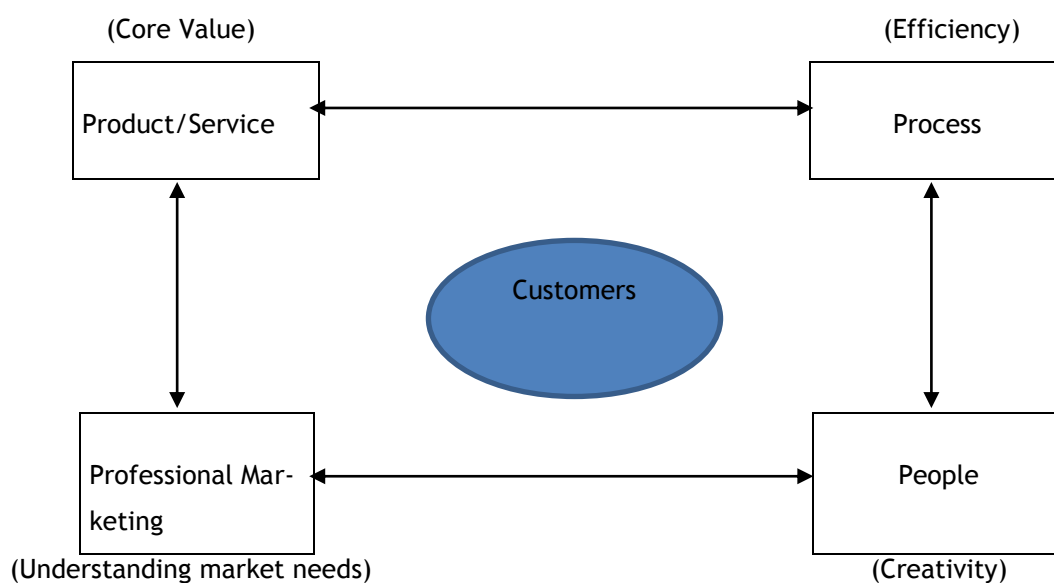 (Core Value)
(Efficiency)
Product/Service
Process
Customers
Professional Mar-
keting
People
(Understanding market needs)
(Creativity)